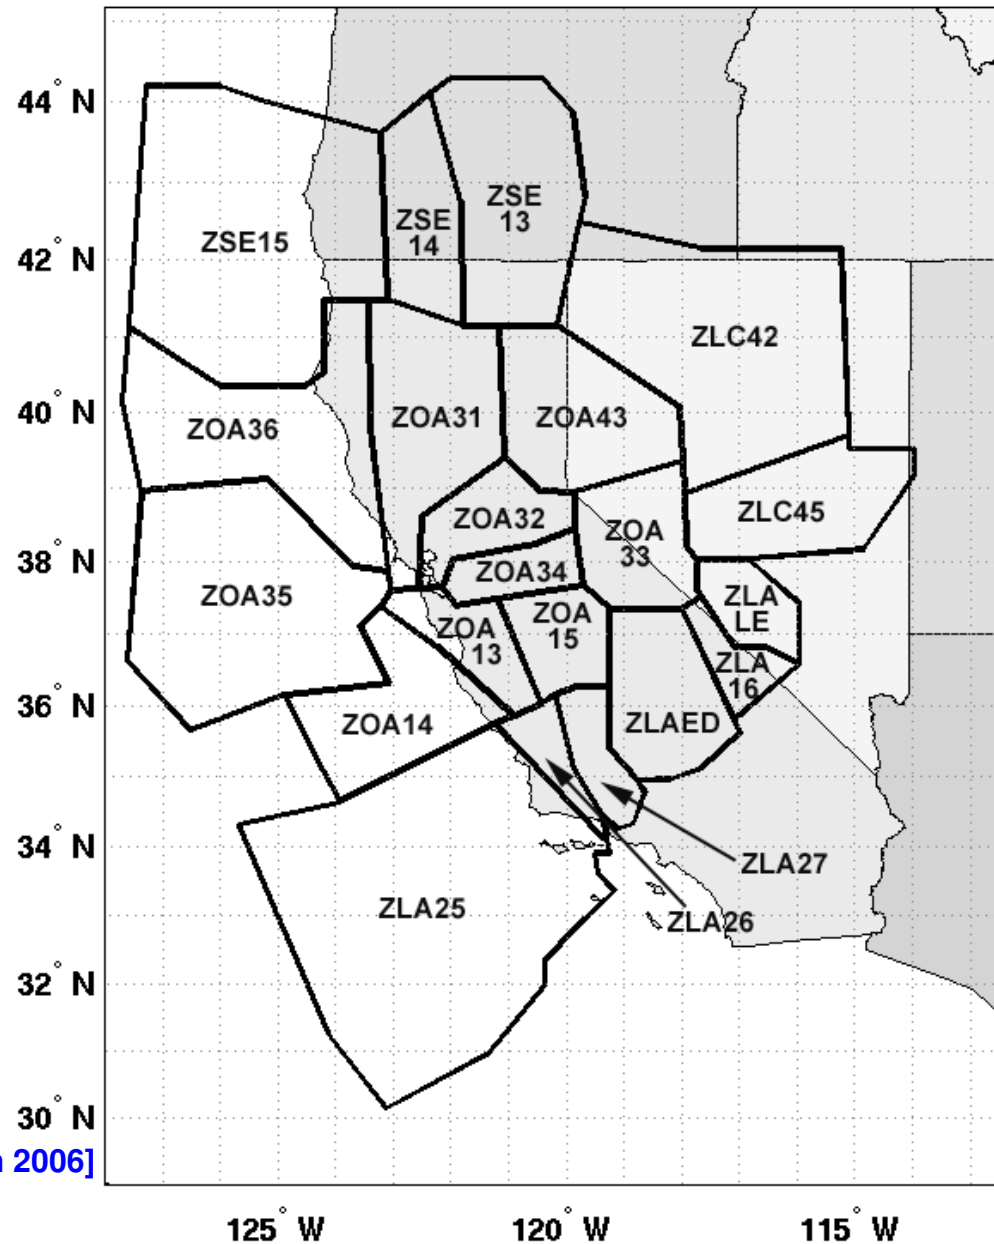 44° N
ZSE
13
ZSE
14
ZSE15
42° N
ZLC42
40° N
ZOA36
ZOA31
ZOA43
ZOA32
ZLC45
ZOA
33
38° N
ZOA34
ZOA35
ZLA
LE
ZOA
13
ZOA
15
ZLA
16
36° N
ZOA14
ZLAED
34° N
ZLA27
ZLA25
ZLA26
32° N
30° N
2006]
125° W
120° W
115° W